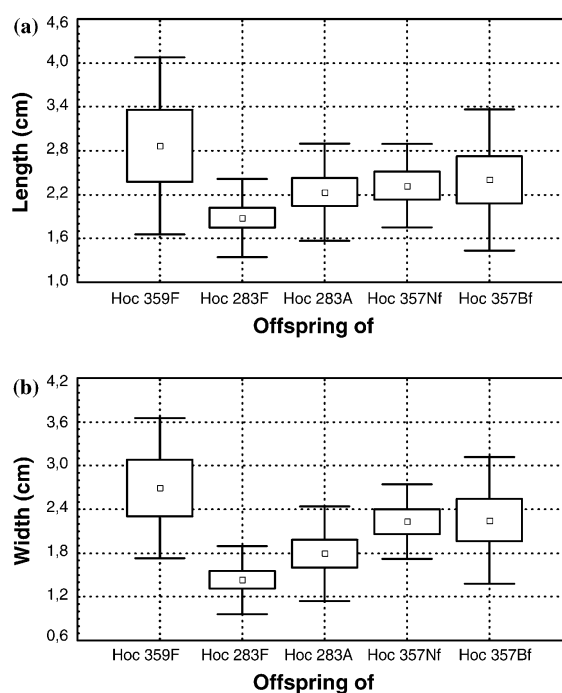 (a)
Length (cm)
4,6
4,0
3,4
2,8
2,2
1,6
1,0
Hoc 359F Hoc 283F Hoc 283A Hoc 357Nf Hoc 357Bf
Offspring of
(b)
Width (cm)
4,2
3,6
3,0
2,4
1,8
1,2
0,6
Hoc 359F Hoc 283F Hoc 283A Hoc 357Nf Hoc 357Bf
Offspring of